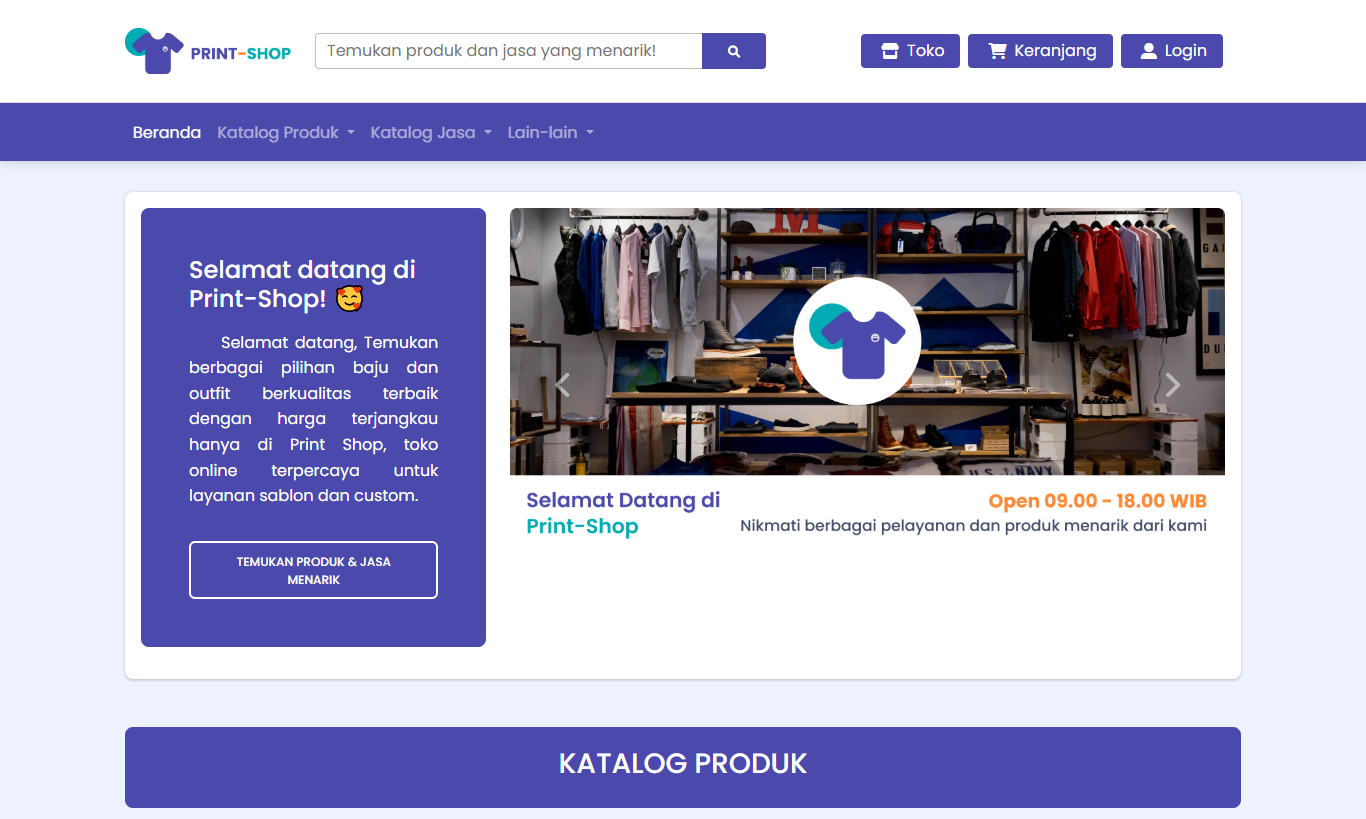 PRINT-SHOP
Temukan produk dan jasa yang menarik!
Toko
Keranjang
Login
Beranda
Katalog Produk
Katalog Jasa
Lain-lain
Selamat datang di
Print-Shop! 🥰
Selamat datang, Temukan
berbagai pilihan baju dan
outfit berkualitas terbaik
dengan harga terjangkau
hanya di Print Shop, toko
online terpercaya untuk
layanan sablon dan custom.
TEMUKAN PRODUK & JASA
MENARIK
M
U.S. NAVY
Selamat Datang di
Print-Shop
Open 09.00 - 18.00 WIB
Nikmati berbagai pelayanan dan produk menarik dari kami
KATALOG PRODUK